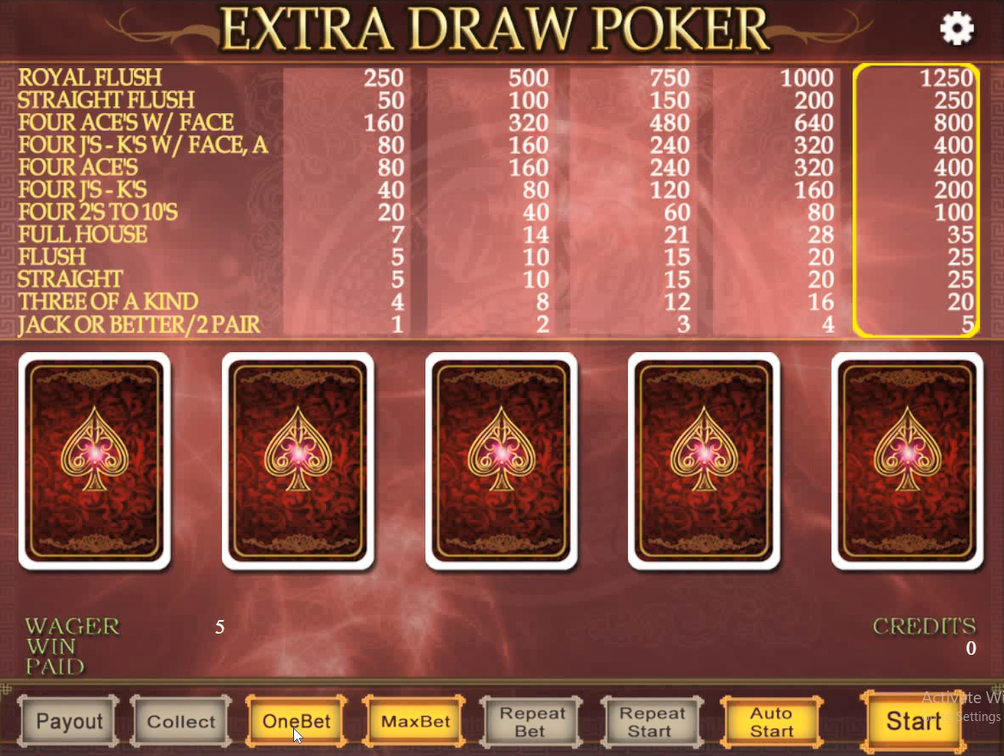 EXTRA DRAW POKER
ROYAL FLUSH 250 500 750 1000 1250
STRAIGHT FLUSH 50 100 150 200 250
FOUR ACE'S W/ FACE 160 320 480 640 800
FOUR J'S - K'S W/ FACE, A 80 160 240 320 400
FOUR ACE'S 80 160 240 320 400
FOUR J'S - K'S 40 80 120 160 200
FOUR 2'S TO 10'S 20 40 60 80 100
FULL HOUSE 7 14 21 28 35
FLUSH 5 10 15 20 25
STRAIGHT 5 10 15 20 25
THREE OF A KIND 4 8 12 16 20
JACK OR BETTER/2 PAIR 1 2 3 4 5
WAGER 5 CREDITS
WIN 0
PAID
Payout Collect OneBet MaxBet Repeat Bet Repeat Start Auto Start Start
Activate Wi
Settings